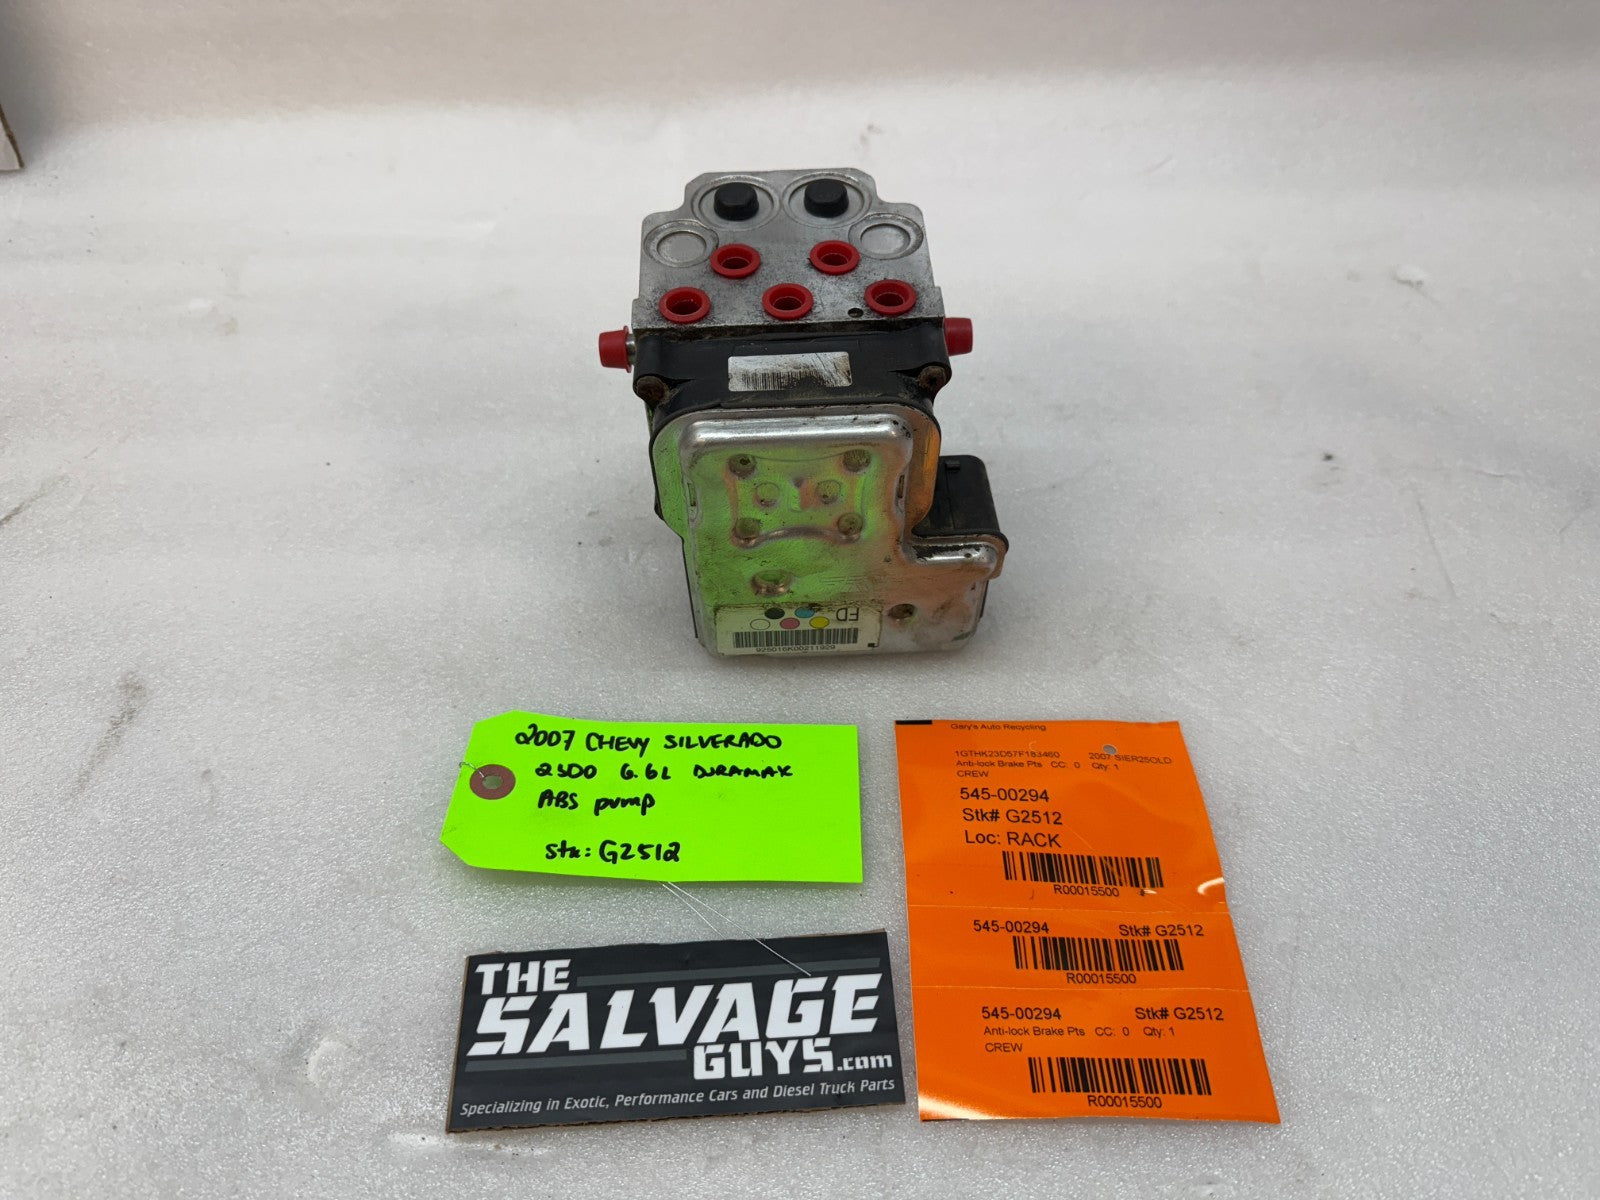 ED
925015K00211929
2007 CHEVY SILVERADO
2500 6.6L DURAMAX
ABS pump
Stk: G2512
Gary's Auto Recycling
1GTHK23D57F183460 2007 SIER25OLD
Anti-lock Brake Pts CC: 0 Qty: 1
CREW
545-00294
Stk# G2512
Loc: RACK
R00015500
545-00294 Stk# G2512
R00015500
545-00294 Stk# G2512
Anti-lock Brake Pts CC: 0 Qty: 1
CREW
R00015500
THE
SALVAGE
GUYS.com
Specializing in Exotic, Performance Cars and Diesel Truck Parts